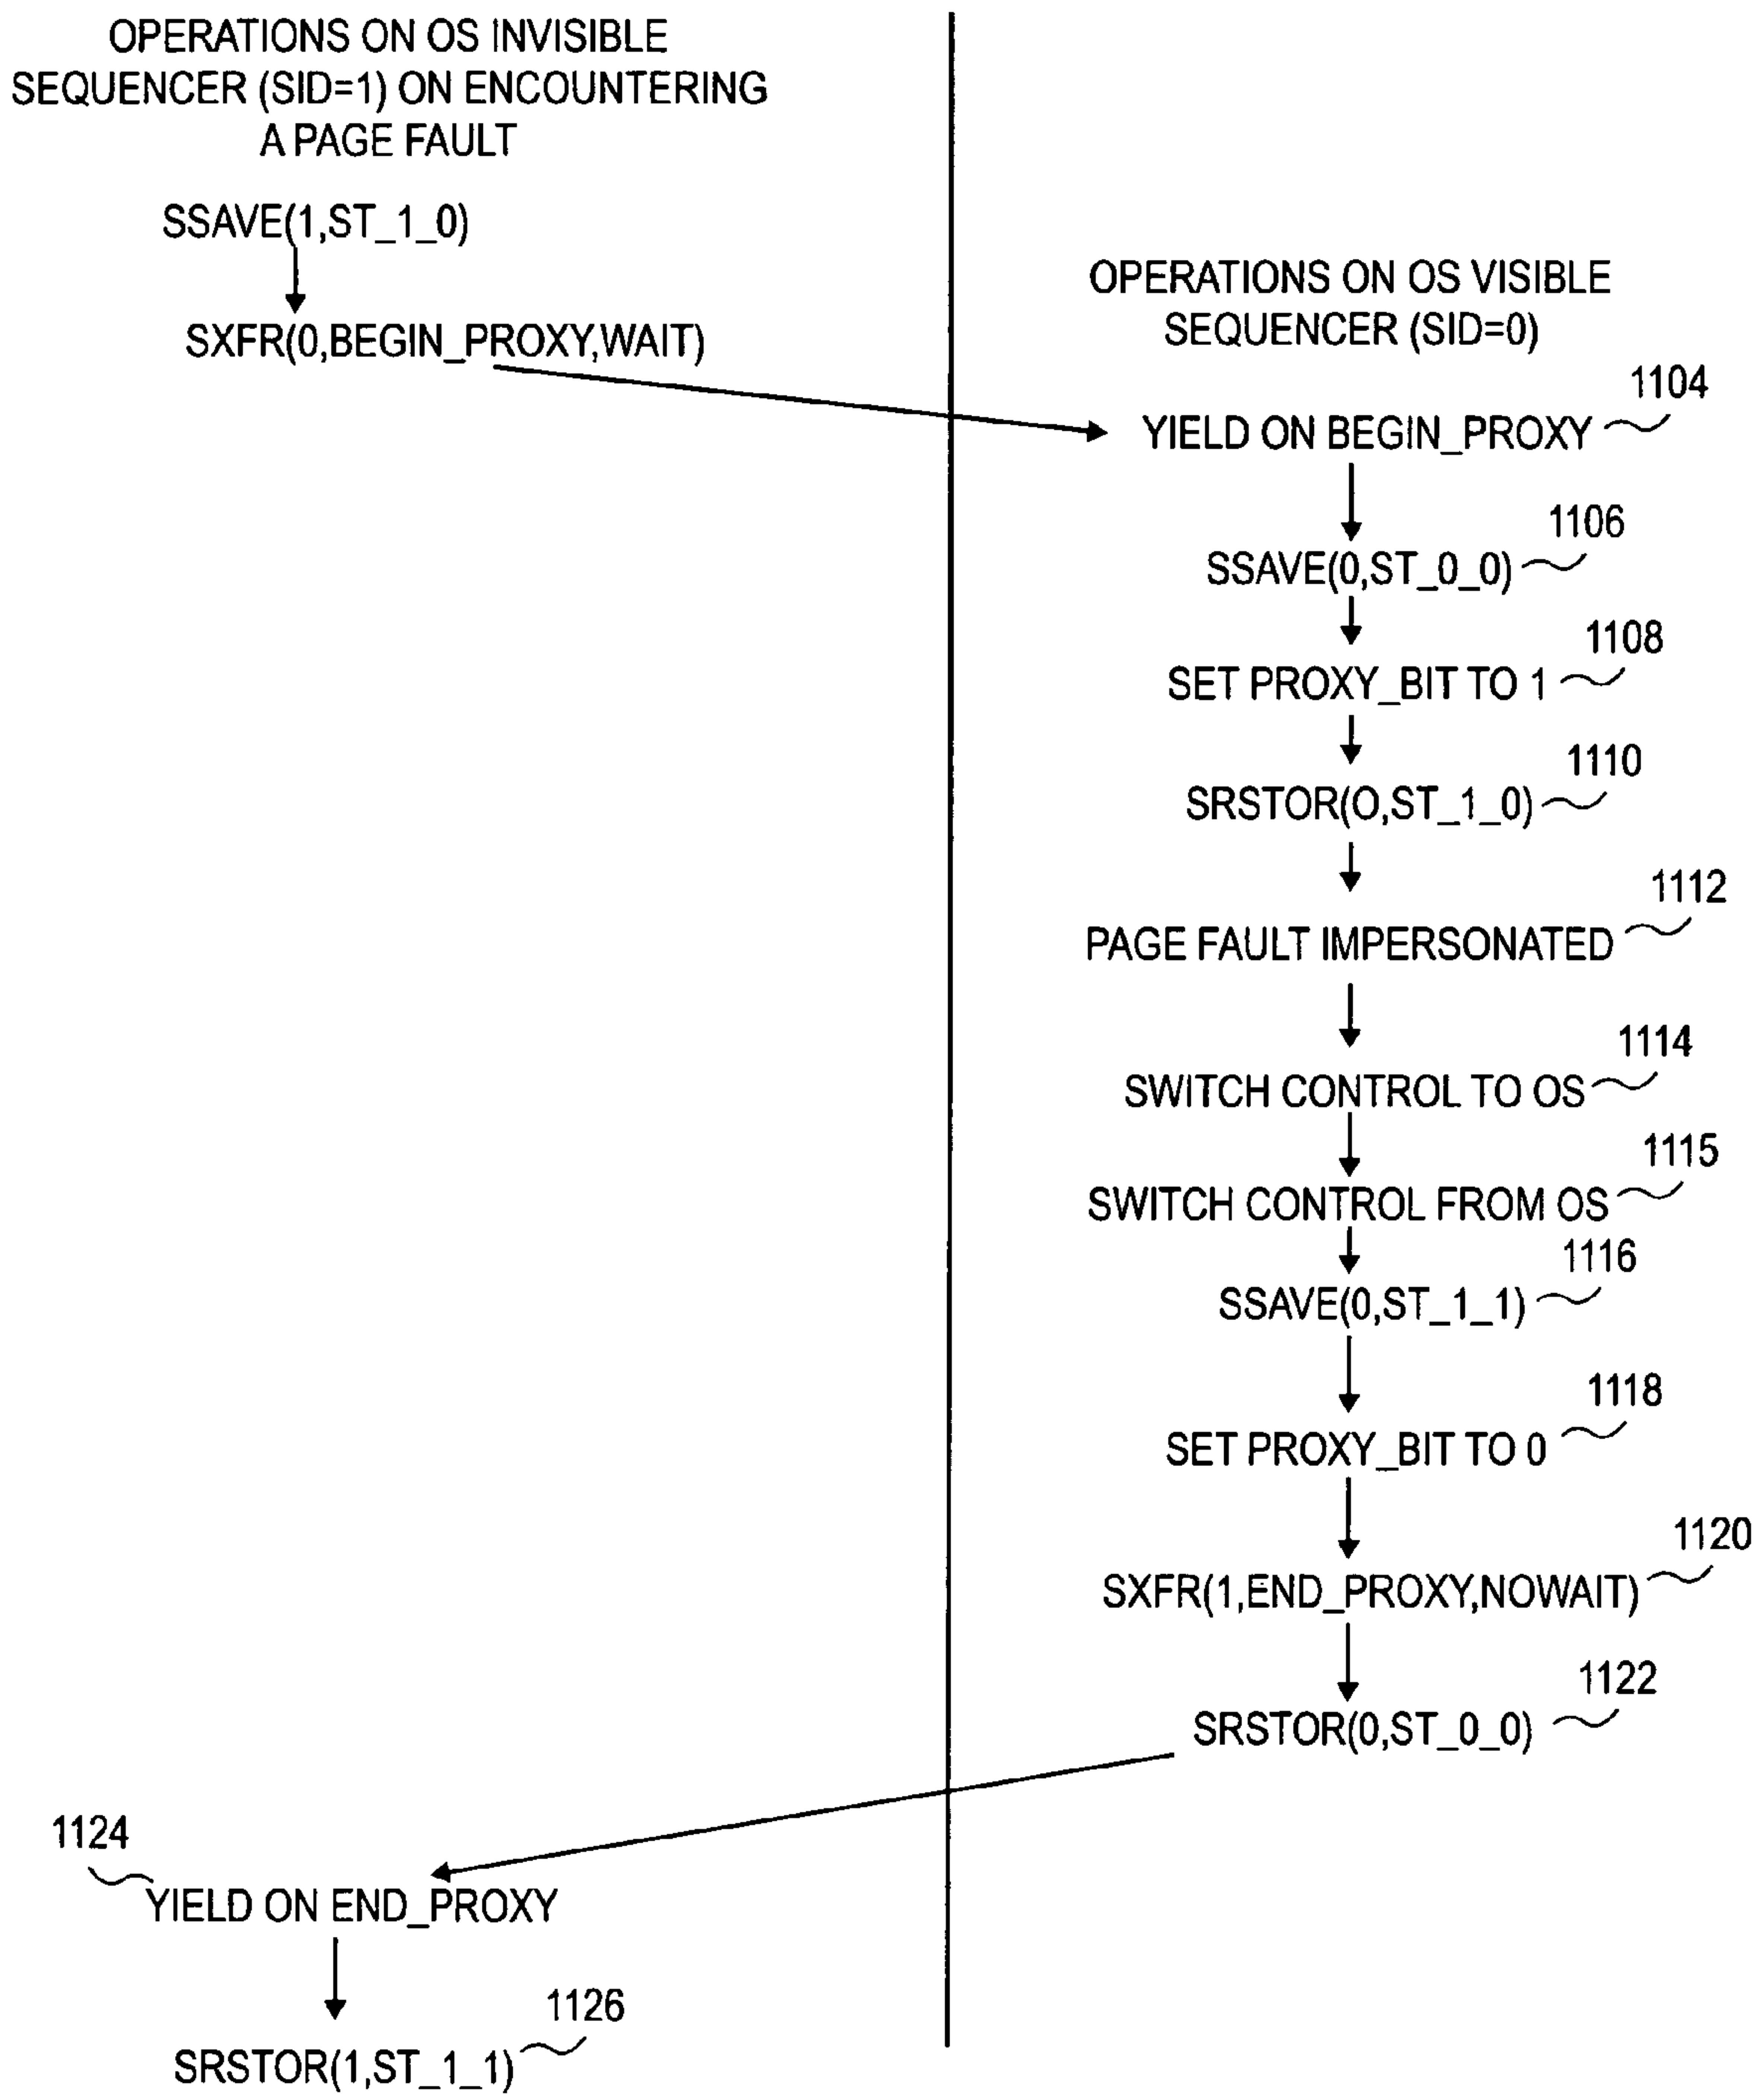 OPERATIONS ON OS INVISIBLE
SEQUENCER (SID=1) ON ENCOUNTERING
A PAGE FAULT
SSAVE(1,ST_1_0)
SXFR(0,BEGIN_PROXY,WAIT)
OPERATIONS ON OS VISIBLE
SEQUENCER (SID=0)
1104
YIELD ON BEGIN_PROXY
1106
SSAVE(0,ST_0_0)
1108
SET PROXY_BIT TO 1
1110
SRSTOR(O,ST_1_0)
1112
PAGE FAULT IMPERSONATED
1114
SWITCH CONTROL TO OS
1115
SWITCH CONTROL FROM OS
1116
SSAVE(0,ST_1_1)
1118
SET PROXY_BIT TO 0
1120
SXFR(1,END_PROXY,NOWAIT)
1122
SRSTOR(0,ST_0_0)
1124
YIELD ON END_PROXY
1126
SRSTOR(1,ST_1_1)